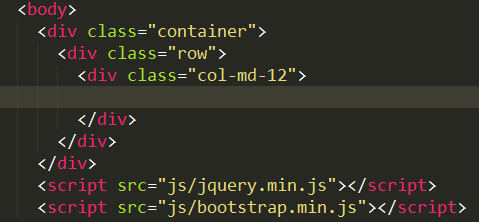 <body>
<div class="container">
<div class="row">
<div class="col-md-12">
</div>
</div>
</div>
<script src="js/jquery.min.js"></script>
<script src="js/bootstrap.min.js"></script>